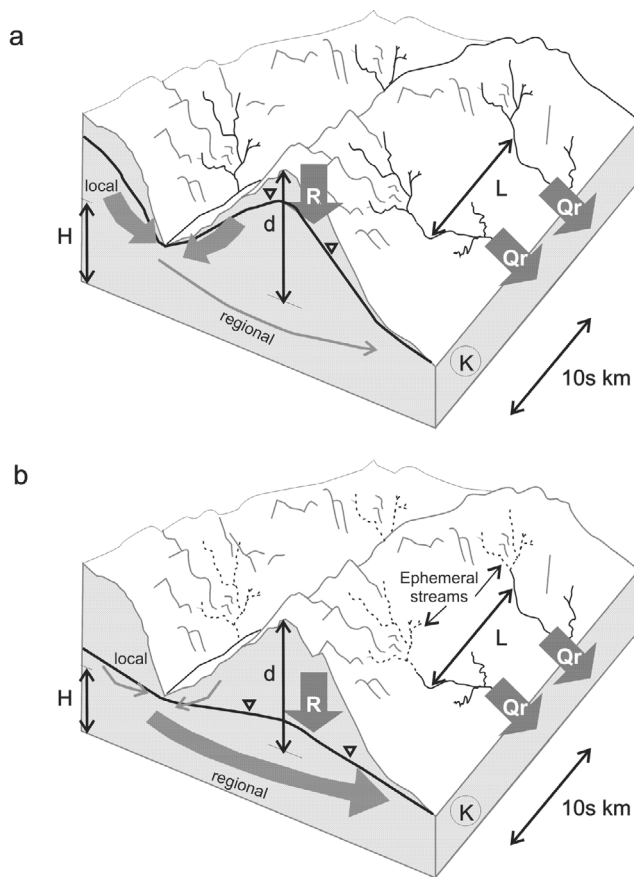 a
R
local
L
H
d
Qr
Qr
regional
K
10s km
b
Ephemeral
streams
local
d
L
H
R
Qr
Qr
regional
K
10s km